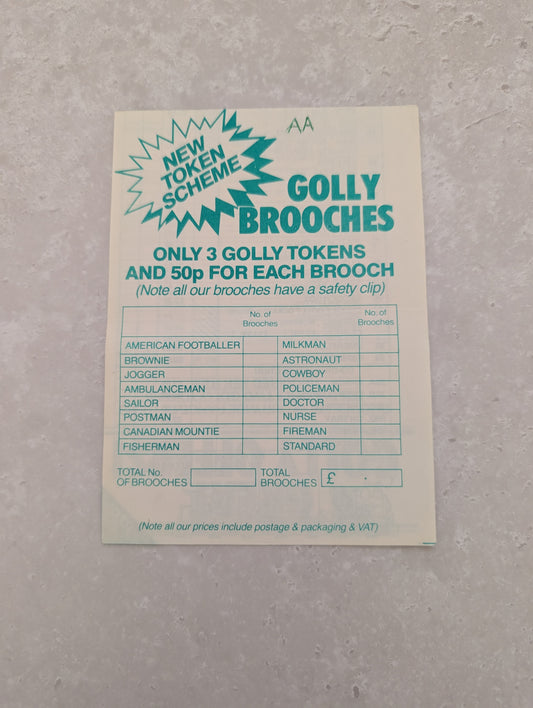 AA
NEW
TOKEN
SCHEME
GOLLY
BROOCHES
ONLY 3 GOLLY TOKENS
AND 50p FOR EACH BROOCH
(Note all our brooches have a safety clip)
No. of Brooches No. of Brooches
AMERICAN FOOTBALLER MILKMAN
BROWNIE ASTRONAUT
JOGGER COWBOY
AMBULANCEMAN POLICEMAN
SAILOR DOCTOR
POSTMAN NURSE
CANADIAN MOUNTIE FIREMAN
FISHERMAN STANDARD
TOTAL No. TOTAL
OF BROOCHES BROOCHES £ .
(Note all our prices include postage & packaging & VAT)